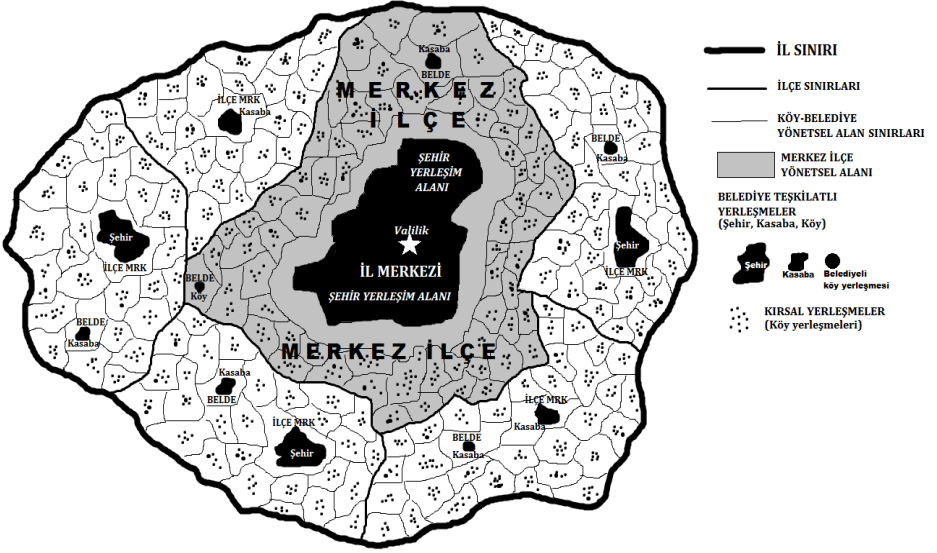 Kasaba
BELDE
MERKEZ
İLÇE
İLÇE MRK
Kasaba
ŞEHİR
YERLEŞİM
ALANI
BELDE
Kasaba
Valilik
İL MERKEZİ
ŞEHİR YERLEŞİM ALANI
Şehir
İLÇE MRK
Şehir
İLÇE MRK
BELDE
Köy
BELDE
Kasaba
MERKEZ İLÇE
Kasaba
BELDE
İLÇE MRK
Şehir
İLÇE MRK
Kasaba
BELDE
Kasaba
İL SINIRI
İLÇE SINIRLARI
KÖY-BELEDİYE
YÖNETSEL ALAN SINIRLARI
MERKEZ İLÇE
YÖNETSEL ALANI
BELEDİYE TEŞKİLATLI
YERLEŞMELER
(Şehir, Kasaba, Köy)
Şehir
Kasaba
Belediyeli
köy yerleşmesi
KIRSAL YERLEŞMELER
(Köy yerleşmeleri)